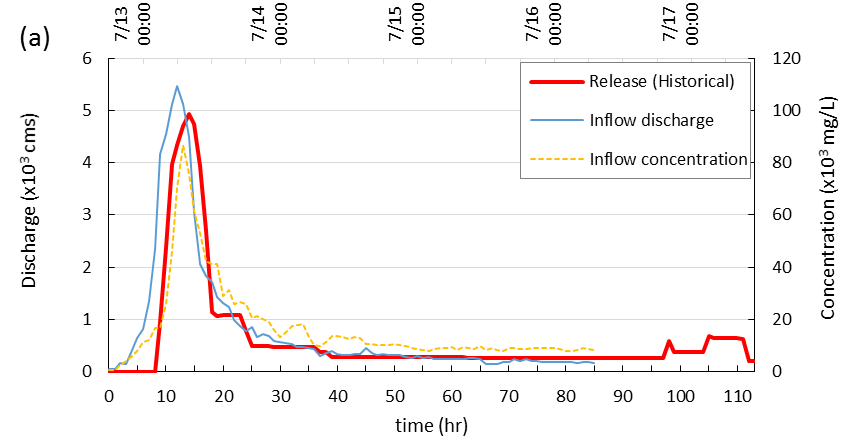 7/13 00:00 7/14 00:00 7/15 00:00 7/16 00:00 7/17 00:00
(a)
6 120
Release (Historical)
5 100
Inflow discharge
4 80
Inflow concentration
3 60
2 40
1 20
0 0
Discharge (x10³ cms)
Concentration (x10³ mg/L)
0 10 20 30 40 50 60 70 80 90 100 110
time (hr)